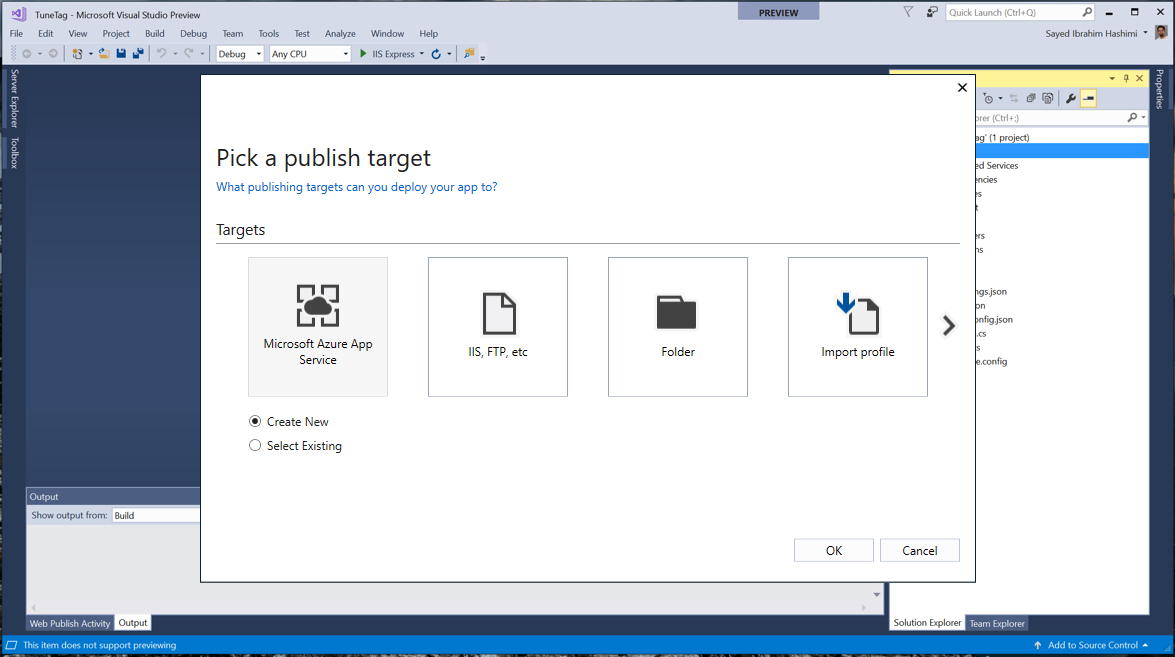 TuneTag - Microsoft Visual Studio Preview
PREVIEW
Quick Launch (Ctrl+Q)
File Edit View Project Build Debug Team Tools Test Analyze Window Help
Sayed Ibrahim Hashimi
Debug Any CPU IIS Express
Server Explorer
Toolbox
Properties
Pick a publish target
What publishing targets can you deploy your app to?
Targets
Microsoft Azure App
Service
IIS, FTP, etc
Folder
Import profile
Create New
Select Existing
OK Cancel
orer (Ctrl+;)
ag' (1 project)
ed Services
encies
es
t
ers
ns
ngs.json
on
onfig.json
.cs
s
e.config
Output
Show output from: Build
Web Publish Activity Output
Solution Explorer Team Explorer
This item does not support previewing
Add to Source Control